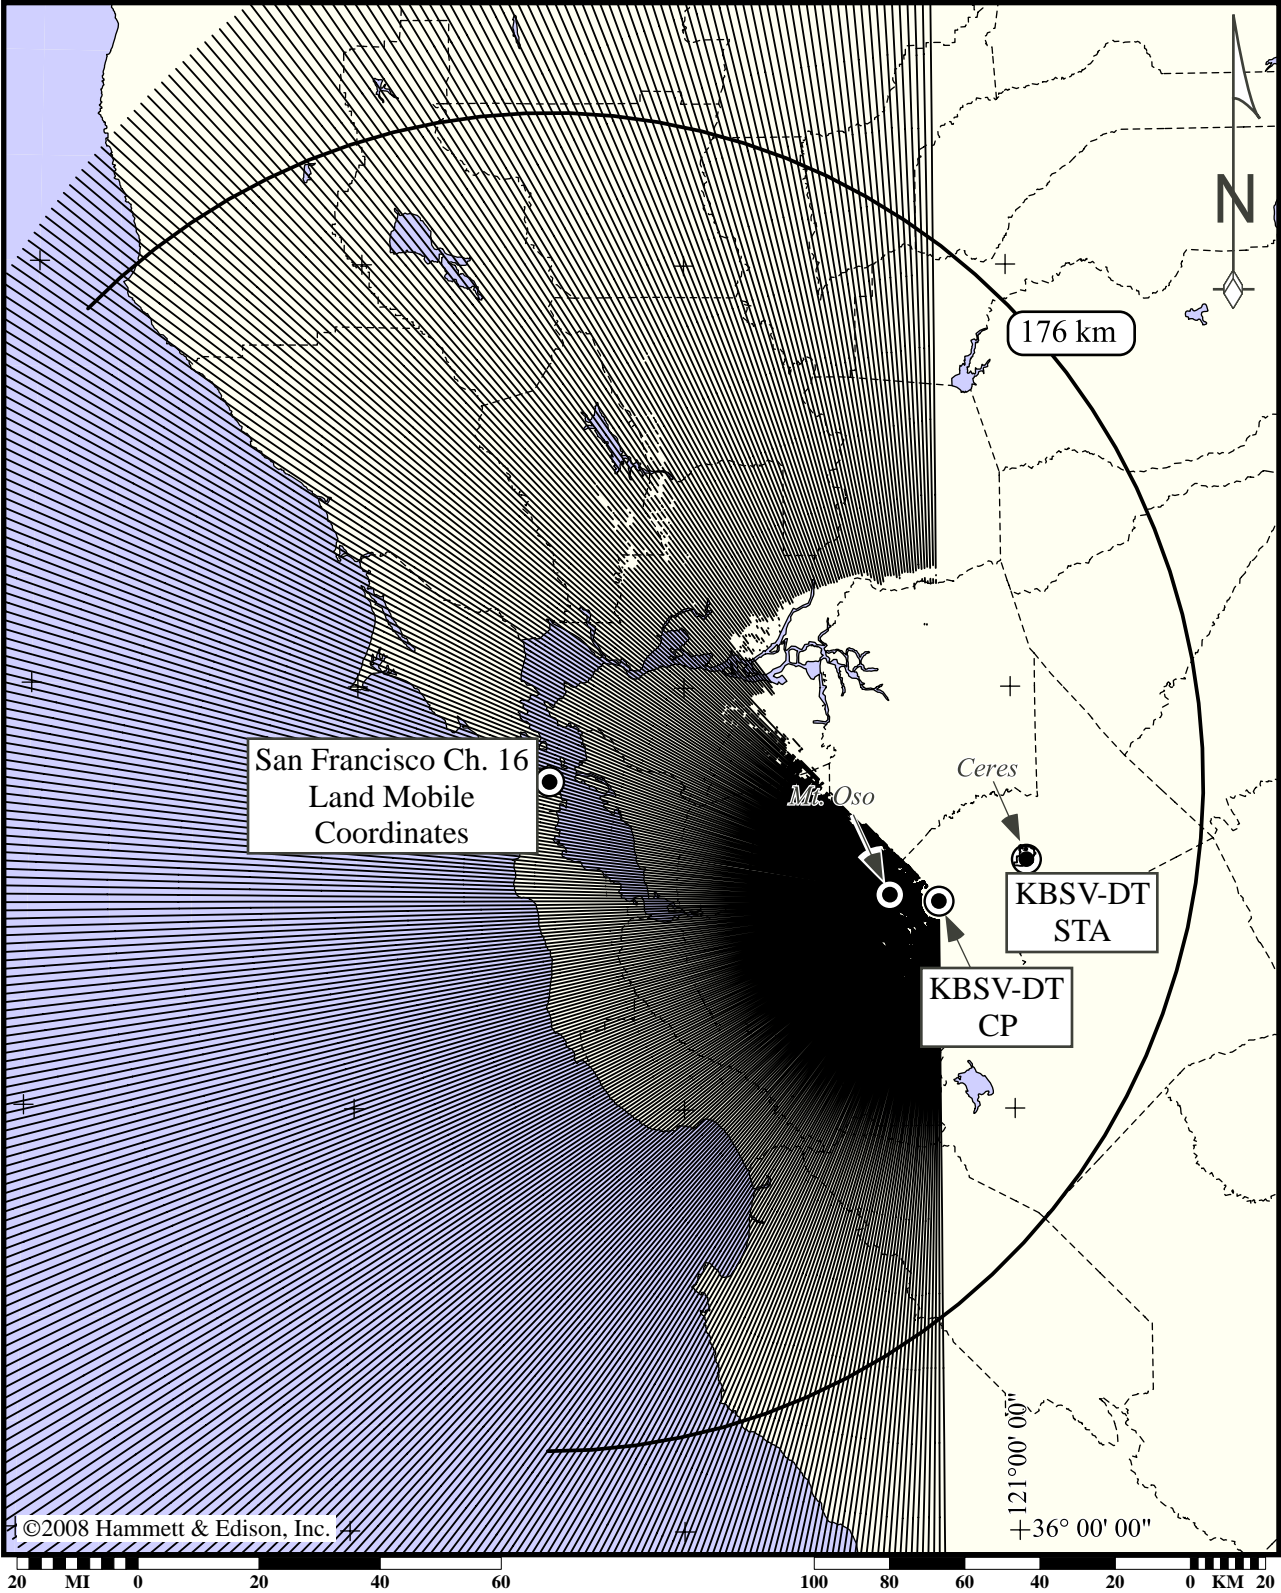 N
176 km
San Francisco Ch. 16
Land Mobile
Coordinates
Ceres
Mt. Oso
KBSV-DT
STA
KBSV-DT
CP
121°00' 00"
36° 00' 00"
©2008 Hammett & Edison, Inc.
20 MI 0 20 40 60 100 80 60 40 20 0 KM 20